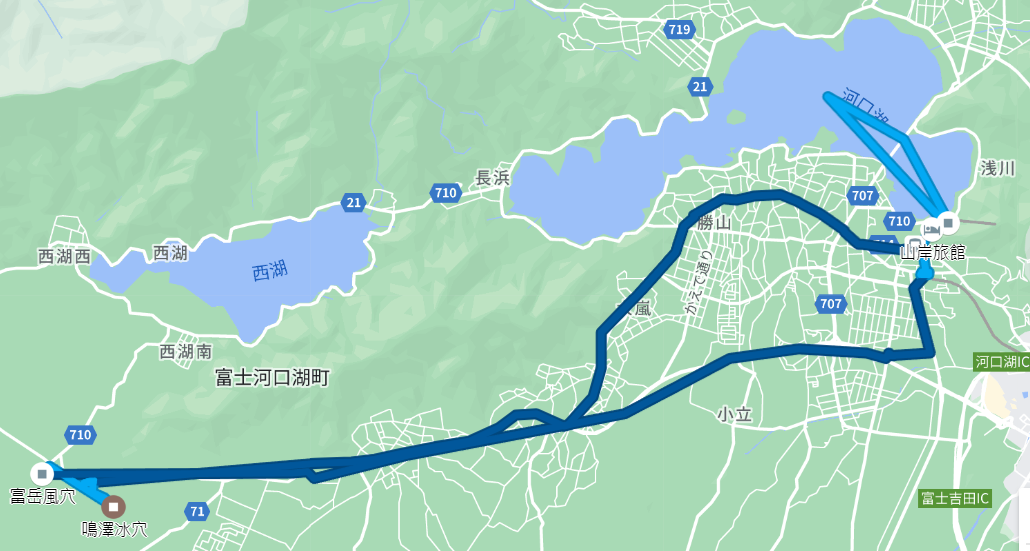 719
21
河口湖
浅川
長浜
710
21
707
710
勝山
山岸旅館
西湖西
西湖
西湖
かえで通り
嵐
707
西湖南
富士河口湖町
河口湖IC
小立
710
富岳風穴
71
鳴澤冰穴
富士吉田IC